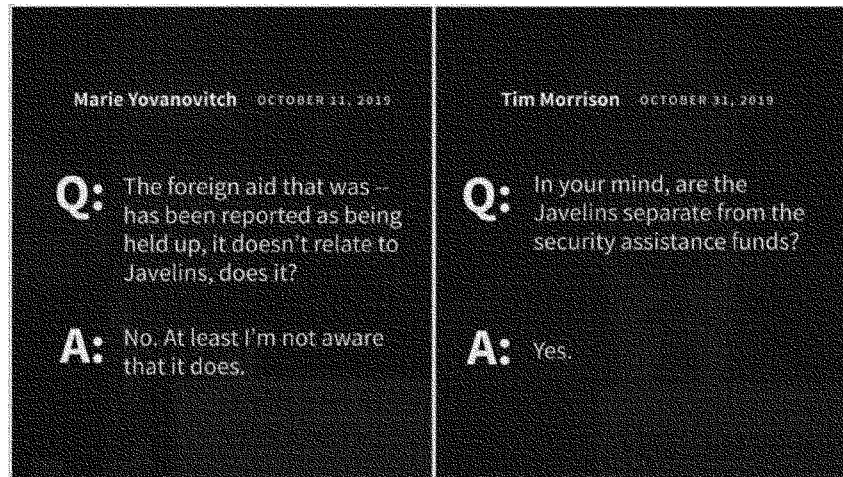 Marie Yovanovitch OCTOBER 11, 2019
Q: The foreign aid that was --
has been reported as being
held up, it doesn't relate to
Javelins, does it?
A: No. At least I'm not aware
that it does.
Tim Morrison OCTOBER 31, 2019
Q: In your mind, are the
Javelins separate from the
security assistance funds?
A: Yes.